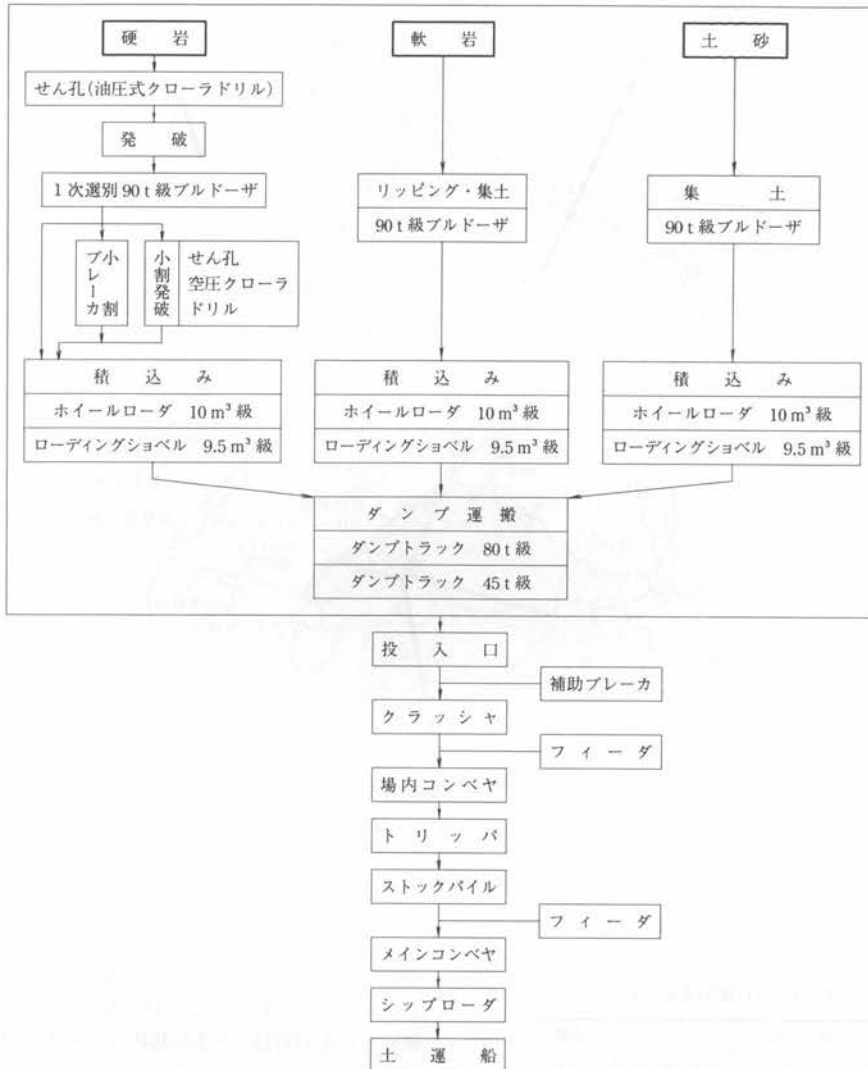 硬岩
せん孔(油圧式クローラドリル)
発破
1次選別 90t級ブルドーザ
小割
ブレーカ
小割発破
せん孔
空圧クローラ
ドリル
積込み
ホイールローダ 10m³級
ローディングショベル 9.5m³級
軟岩
リッピング・集土
90t級ブルドーザ
積込み
ホイールローダ 10m³級
ローディングショベル 9.5m³級
土砂
集土
90t級ブルドーザ
積込み
ホイールローダ 10m³級
ローディングショベル 9.5m³級
ダンプ運搬
ダンプトラック 80t級
ダンプトラック 45t級
投入口
補助ブレーカ
クラッシャ
フィーダ
場内コンベヤ
トリッパ
ストックパイル
フィーダ
メインコンベヤ
シップローダ
土運船